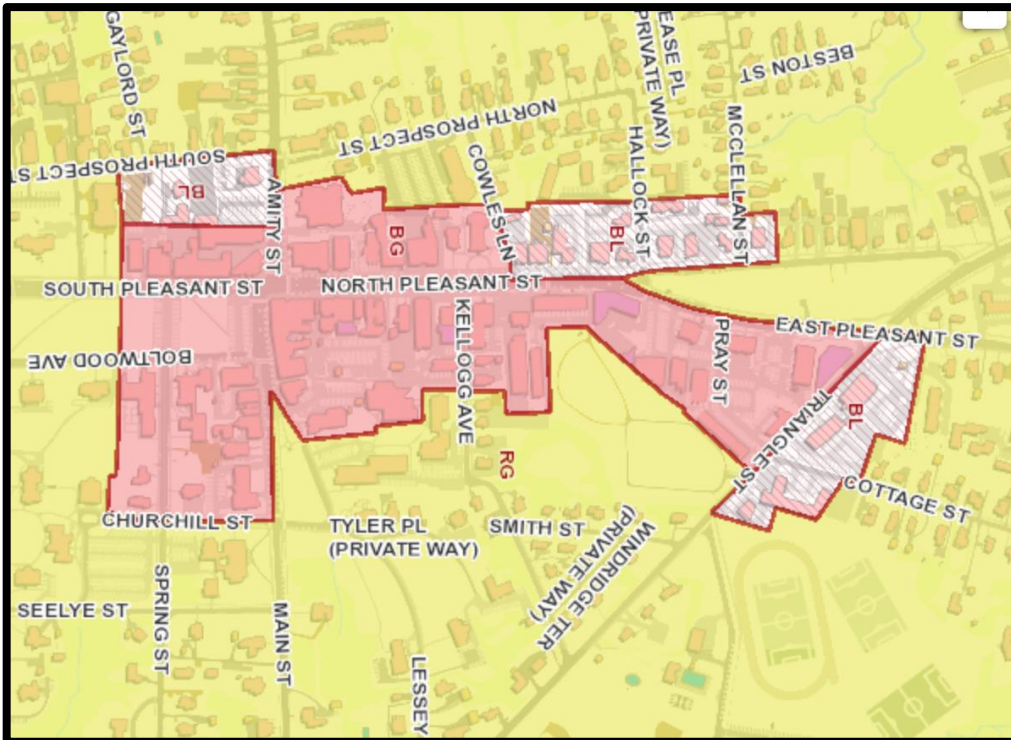 GAYLORD ST
EASE PL
(PRIVATE WAY)
BESTON ST
NORTH PROSPECT ST
MCCLELLAN ST
HALLOCK ST
SOUTH PROSPECT ST
COWLES LN
BL
AMITY ST
BG
BL
SOUTH PLEASANT ST
NORTH PLEASANT ST
KELLOGG AVE
PRAY ST
EAST PLEASANT ST
BOLTWOOD AVE
TRIANGLE ST
BL
RG
COTTAGE ST
CHURCHILL ST
TYLER PL
(PRIVATE WAY)
SMITH ST
WINDRIDGE TER
(PRIVATE WAY)
SPRING ST
SEELYE ST
MAIN ST
LESSEY